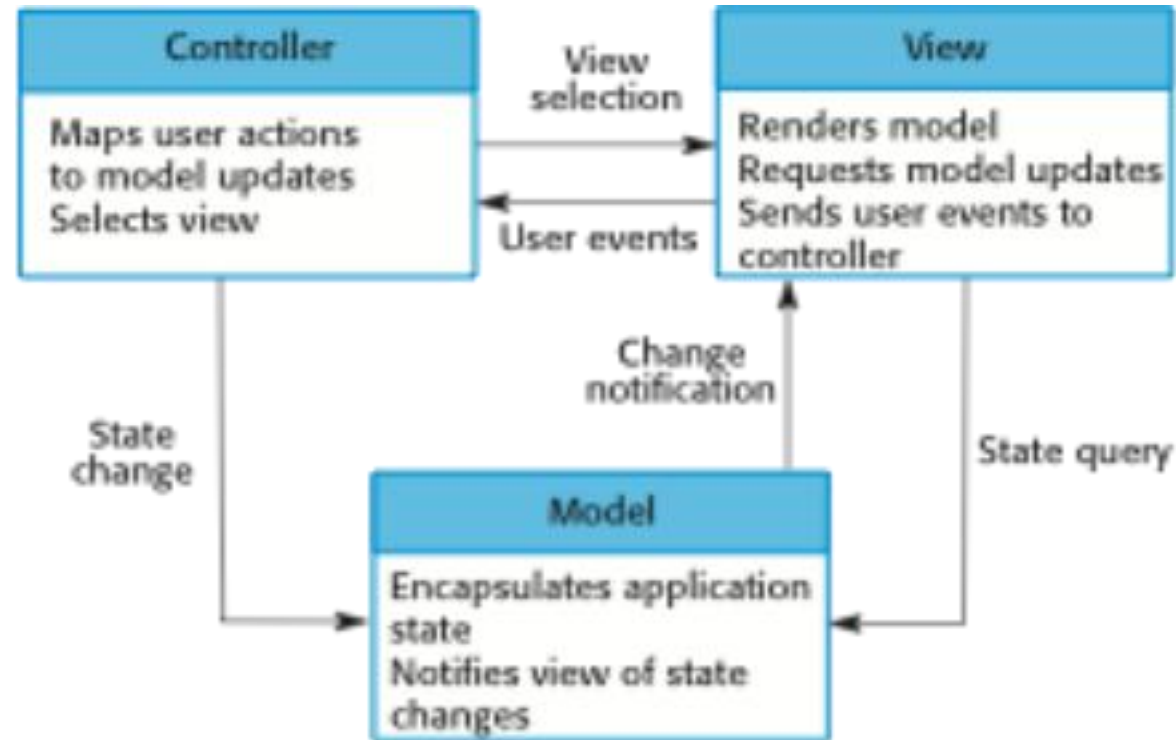 Controller
Maps user actions
to model updates
Selects view
View
selection
User events
View
Renders model
Requests model updates
Sends user events to
controller
State
change
Change
notification
State query
Model
Encapsulates application
state
Notifies view of state
changes